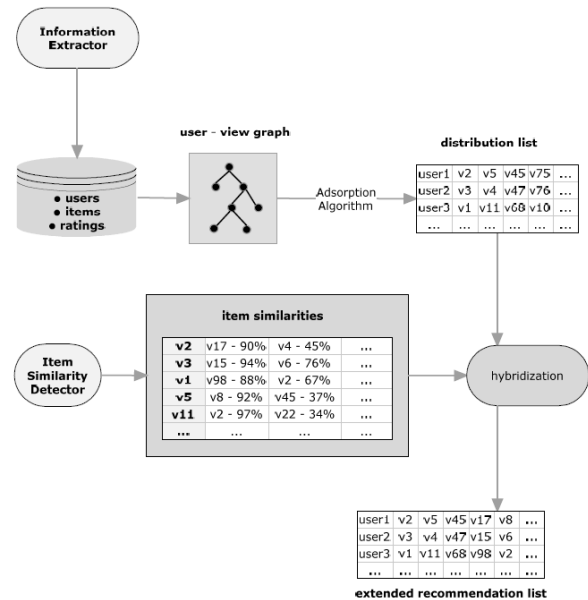 Information
Extractor
user - view graph
distribution list
• users
• items
• ratings
Adsorption
Algorithm
user1 v2 v5 v45 v75 ...
user2 v3 v4 v47 v76 ...
user3 v1 v11 v68 v10 ...
... ... ... ... ... ...
item similarities
Item
Similarity
Detector
v2 v17 - 90% v4 - 45% ...
v3 v15 - 94% v6 - 76% ...
v1 v98 - 88% v2 - 67% ...
v5 v8 - 92% v45 - 37% ...
v11 v2 - 97% v22 - 34% ...
... ... ... ...
hybridization
user1 v2 v5 v45 v17 v8 ...
user2 v3 v4 v47 v15 v6 ...
user3 v1 v11 v68 v98 v2 ...
... ... ... ... ... ... ...
extended recommendation list